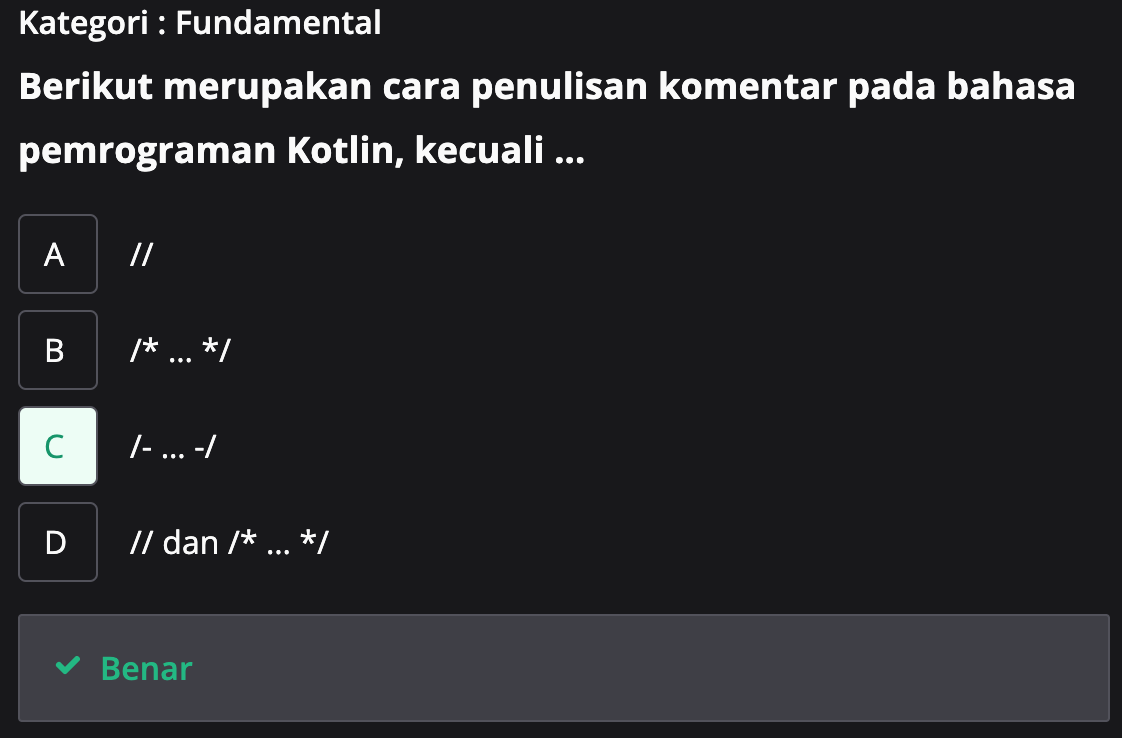 Kategori : Fundamental
Berikut merupakan cara penulisan komentar pada bahasa
pemrograman Kotlin, kecuali ...
A //
B /* ... */
C /- ... -/
D // dan /* ... */
✔ Benar